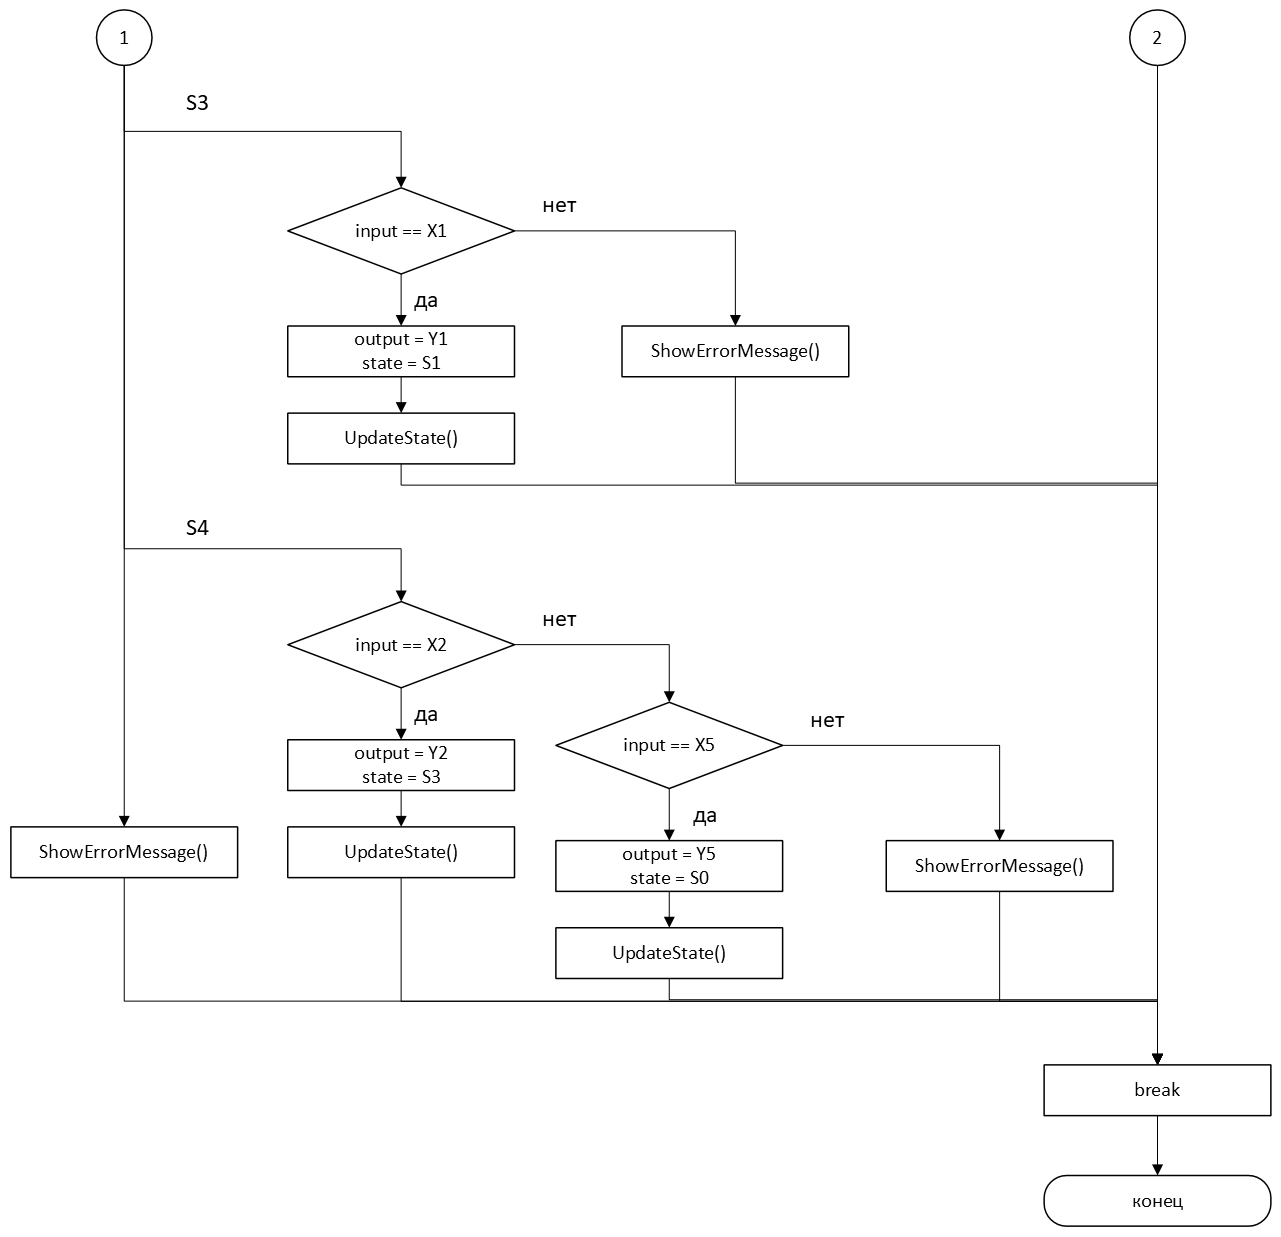 1
2
S3
input == X1
нет
да
output = Y1
state = S1
ShowErrorMessage()
UpdateState()
S4
input == X2
нет
да
input == X5
нет
output = Y2
state = S3
да
ShowErrorMessage()
UpdateState()
output = Y5
state = S0
ShowErrorMessage()
UpdateState()
break
конец